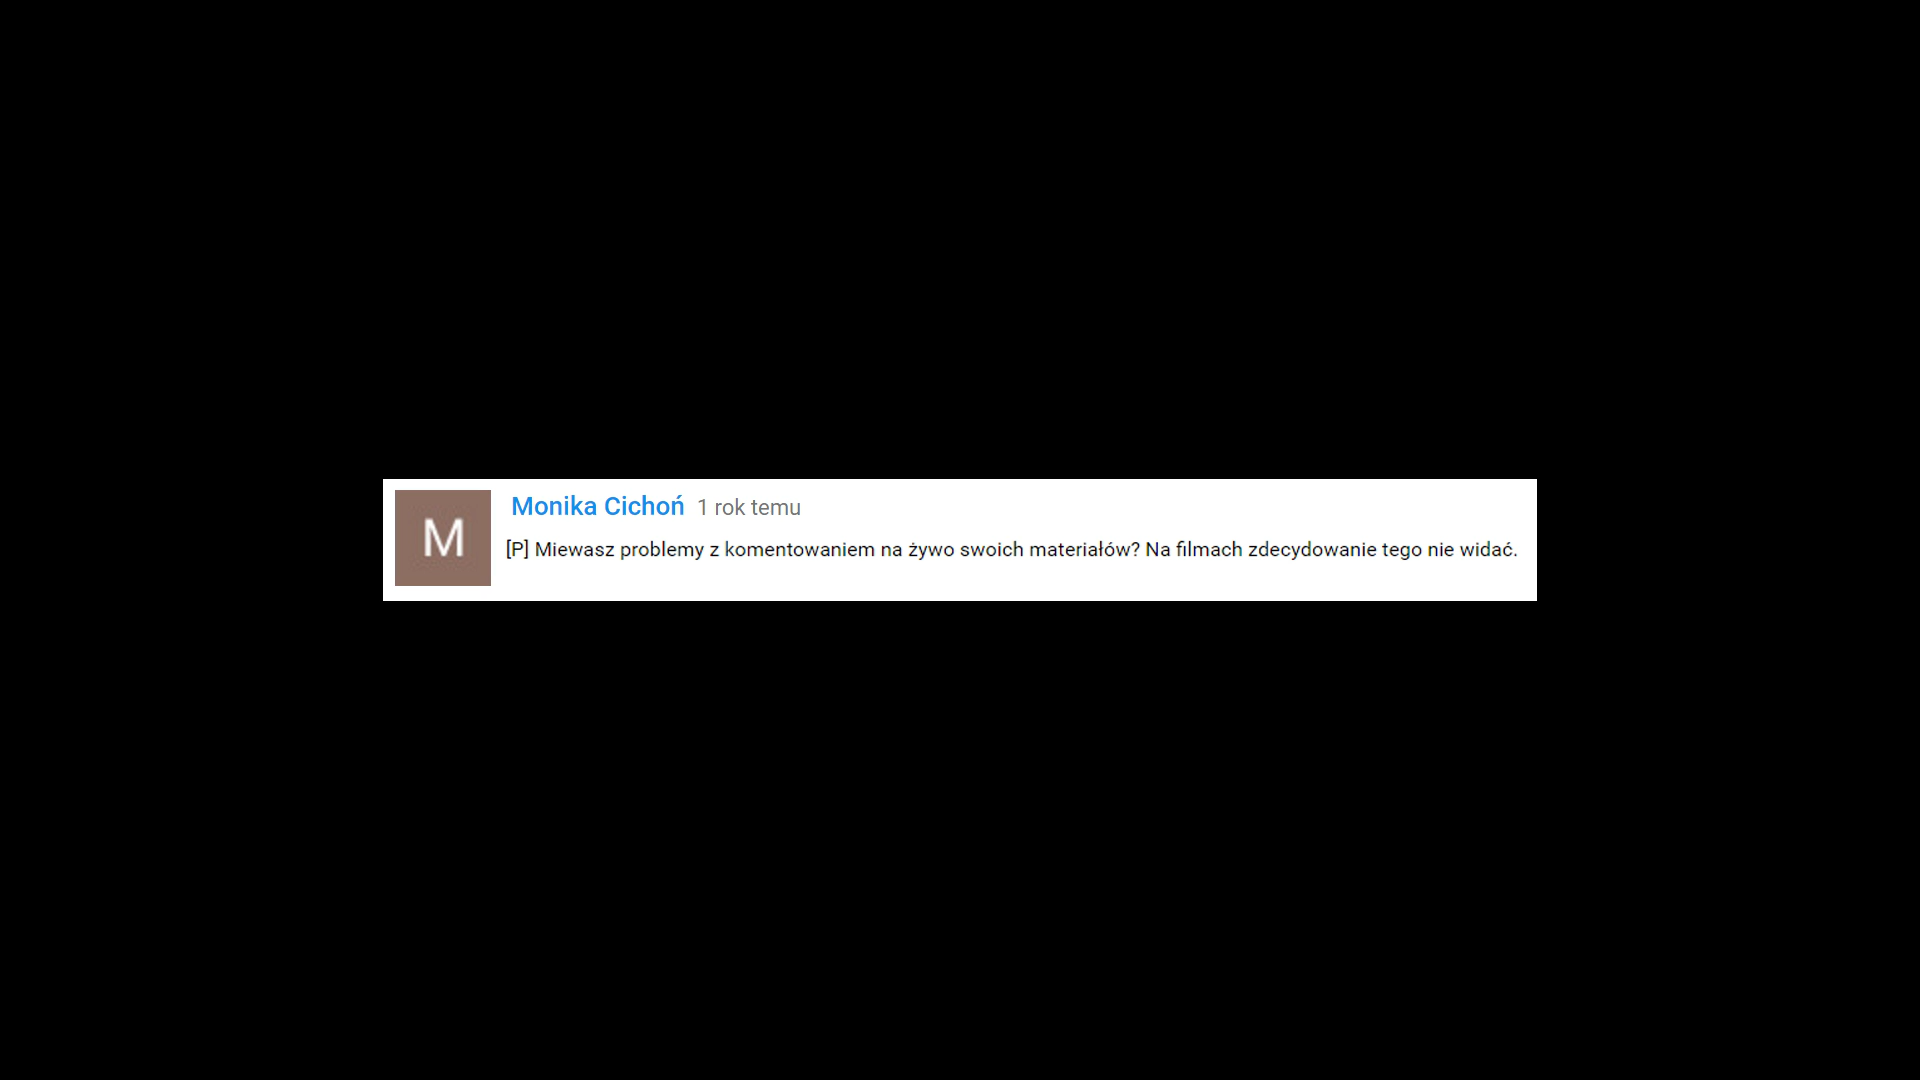 M
Monika Cichoń 1 rok temu
[P] Miewasz problemy z komentowaniem na żywo swoich materiałów? Na filmach zdecydowanie tego nie widać.